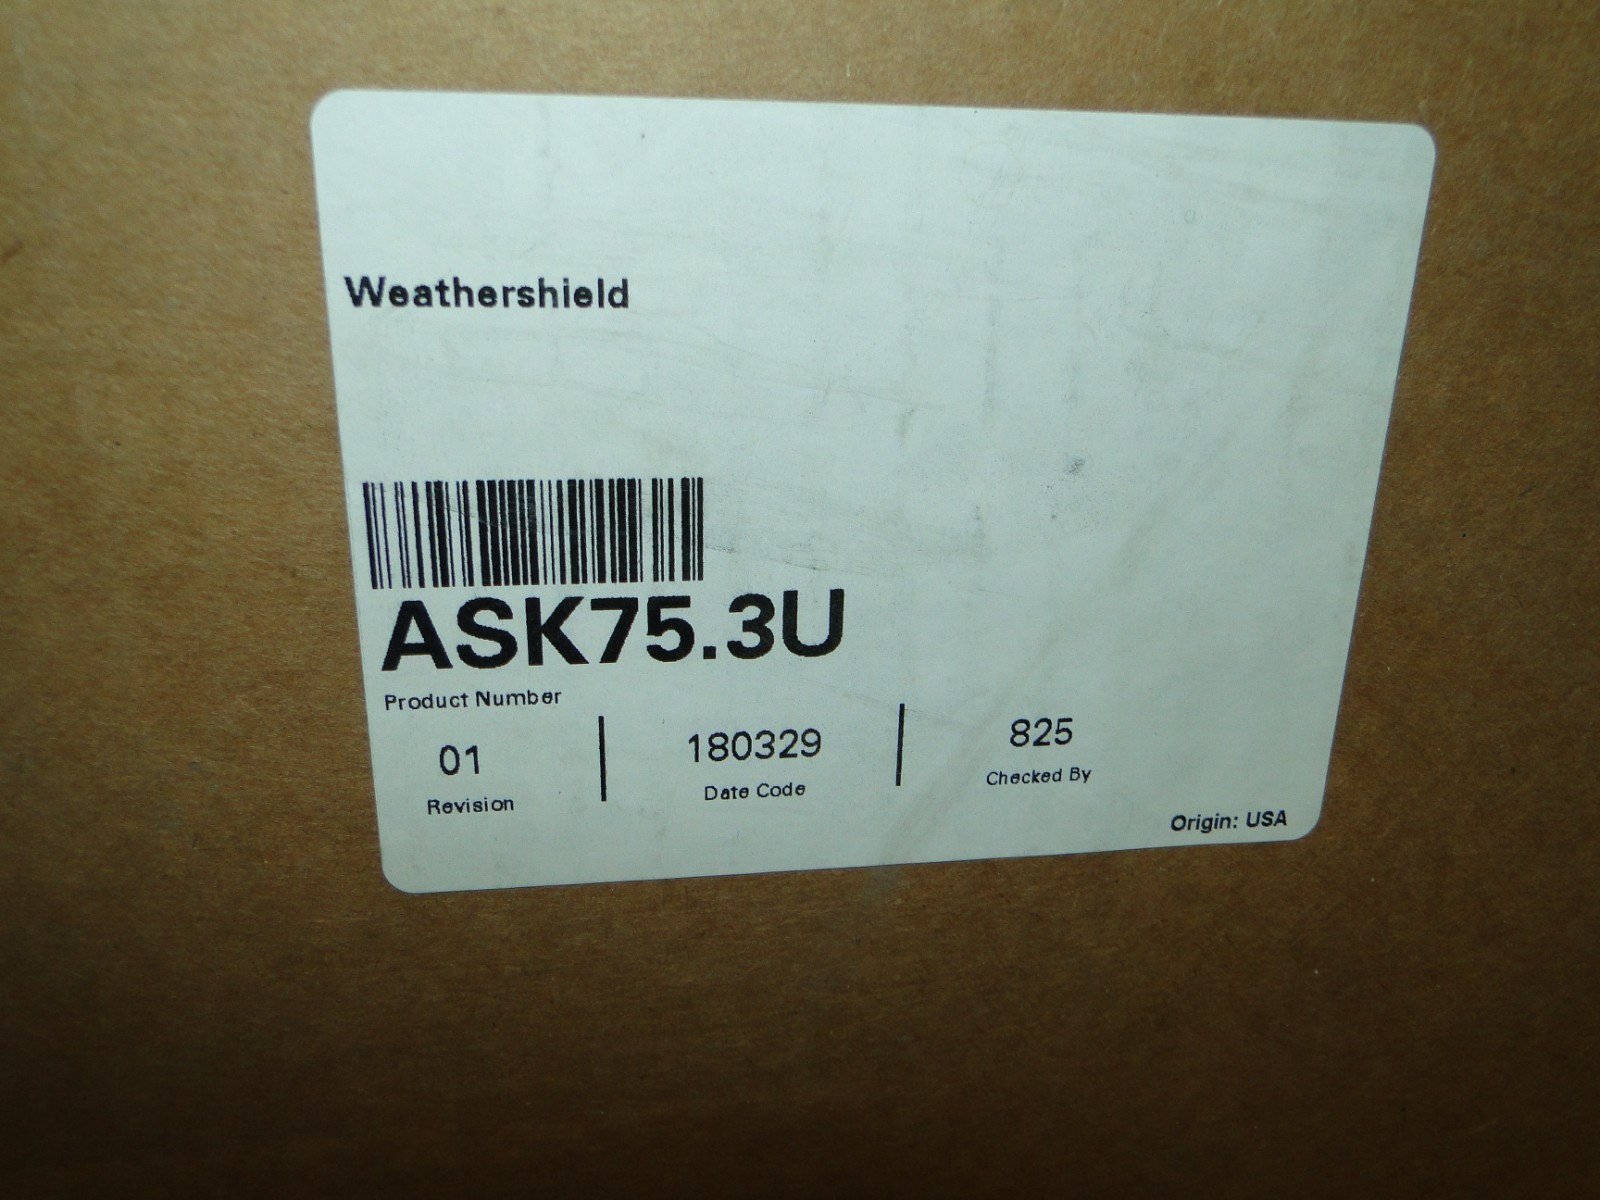 Weathershield
ASK75.3U
Product Number
01
Revision
180329
Date Code
825
Checked By
Origin: USA